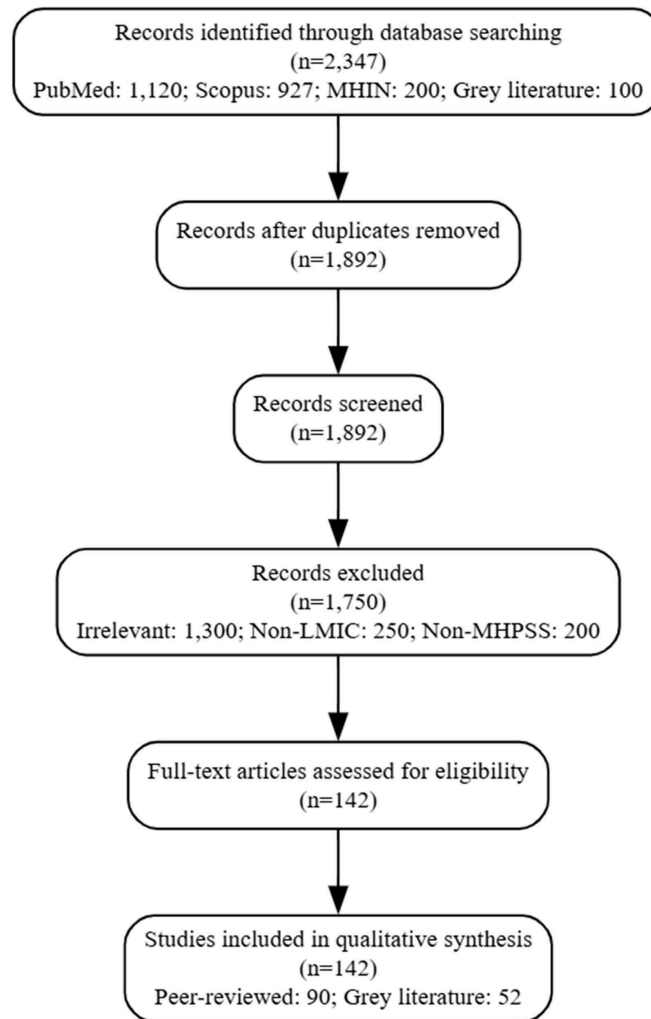 Records identified through database searching
(n=2,347)
PubMed: 1,120; Scopus: 927; MHIN: 200; Grey literature: 100
Records after duplicates removed
(n=1,892)
Records screened
(n=1,892)
Records excluded
(n=1,750)
Irrelevant: 1,300; Non-LMIC: 250; Non-MHPSS: 200
Full-text articles assessed for eligibility
(n=142)
Studies included in qualitative synthesis
(n=142)
Peer-reviewed: 90; Grey literature: 52